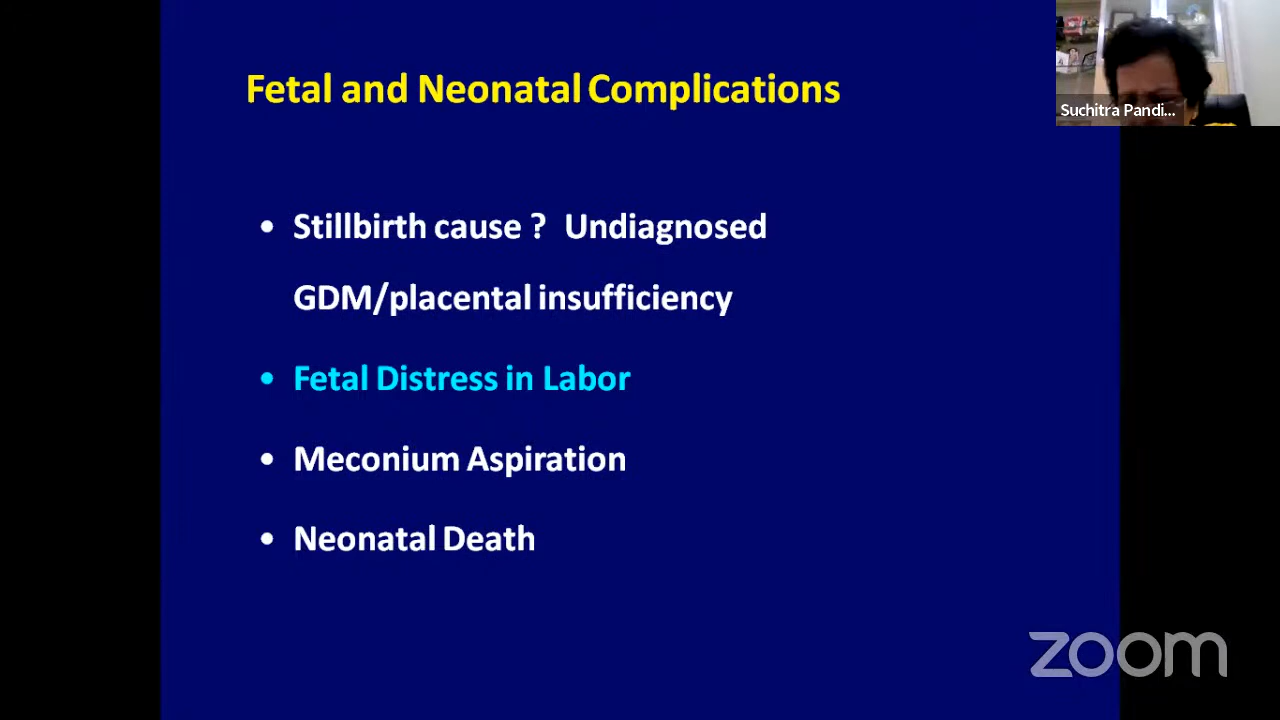 Fetal and Neonatal Complications
Suchitra Pandi...
• Stillbirth cause ? Undiagnosed
GDM/placental insufficiency
• Fetal Distress in Labor
• Meconium Aspiration
• Neonatal Death
zoom